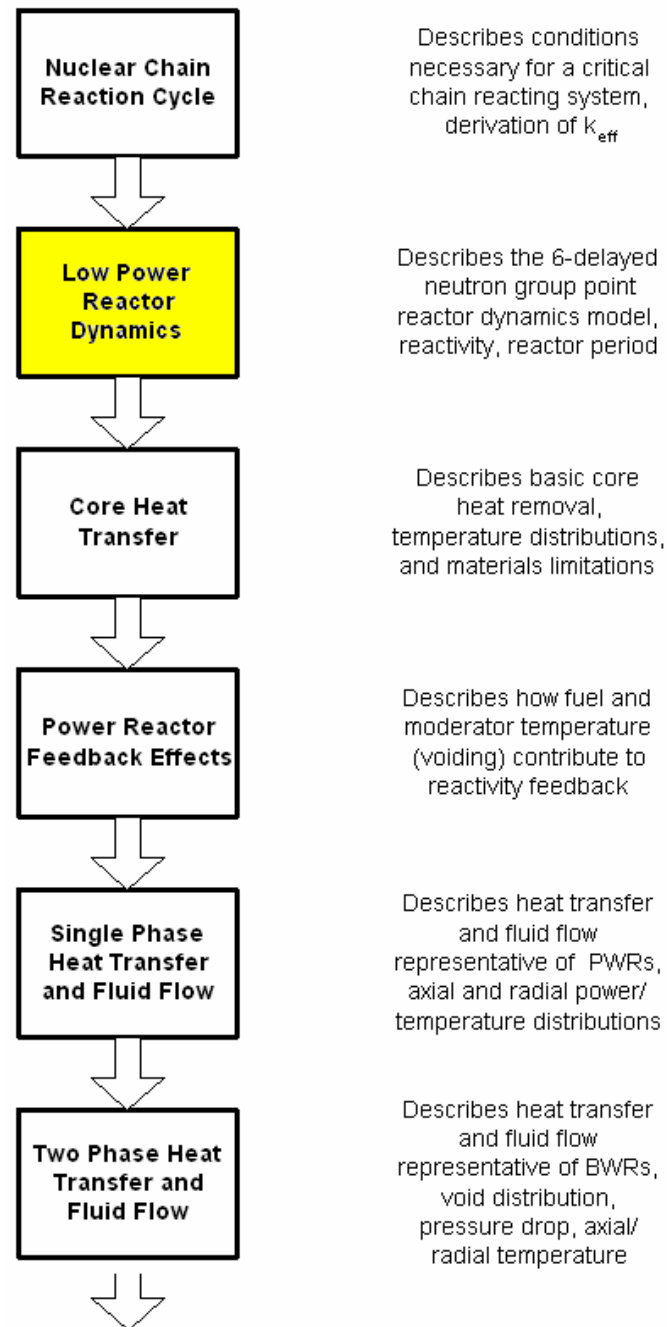 Nuclear Chain
Reaction Cycle
Describes conditions
necessary for a critical
chain reacting system,
derivation of k_eff
Low Power
Reactor
Dynamics
Describes the 6-delayed
neutron group point
reactor dynamics model,
reactivity, reactor period
Core Heat
Transfer
Describes basic core
heat removal,
temperature distributions,
and materials limitations
Power Reactor
Feedback Effects
Describes how fuel and
moderator temperature
(voiding) contribute to
reactivity feedback
Single Phase
Heat Transfer
and Fluid Flow
Describes heat transfer
and fluid flow
representative of PWRs,
axial and radial power/
temperature distributions
Two Phase Heat
Transfer and
Fluid Flow
Describes heat transfer
and fluid flow
representative of BWRs,
void distribution,
pressure drop, axial/
radial temperature